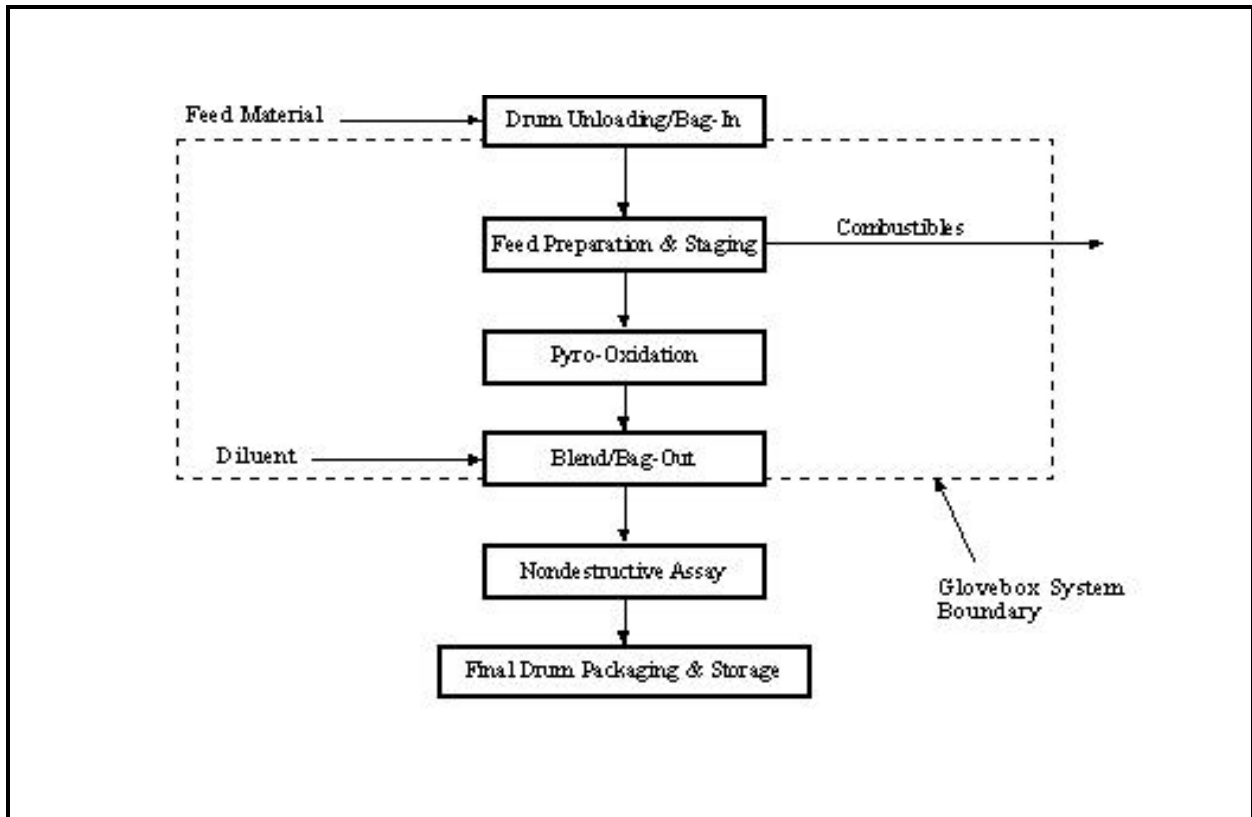 Feed Material
Drum Unloading/Bag-In
Feed Preparation & Staging
Combustibles
Pyro-Oxidation
Diluent
Blend/Bag-Out
Nondestructive Assay
Glovebox System
Boundary
Final Drum Packaging & Storage